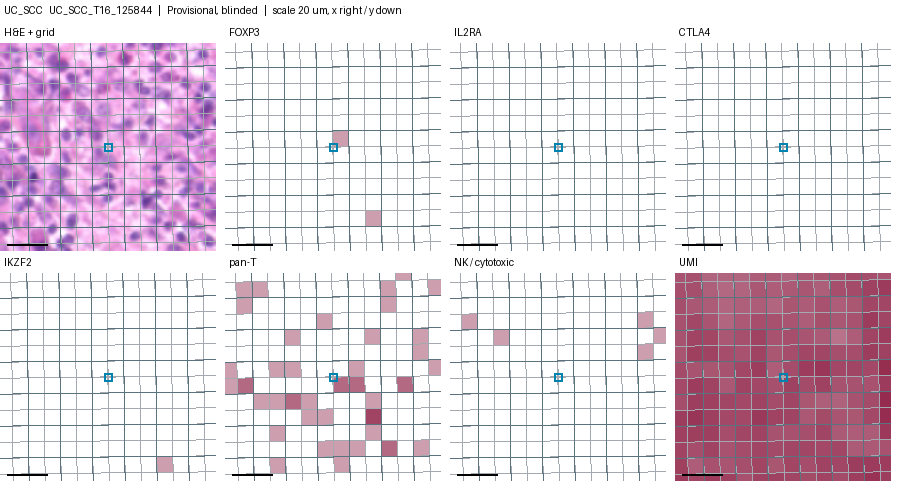 UC_SCC UC_SCC_T16_125844 | Provisional, blinded | scale 20 um, x right / y down
H&E + grid
FOXP3
IL2RA
CTLA4
IKZF2
pan-T
NK / cytotoxic
UMI